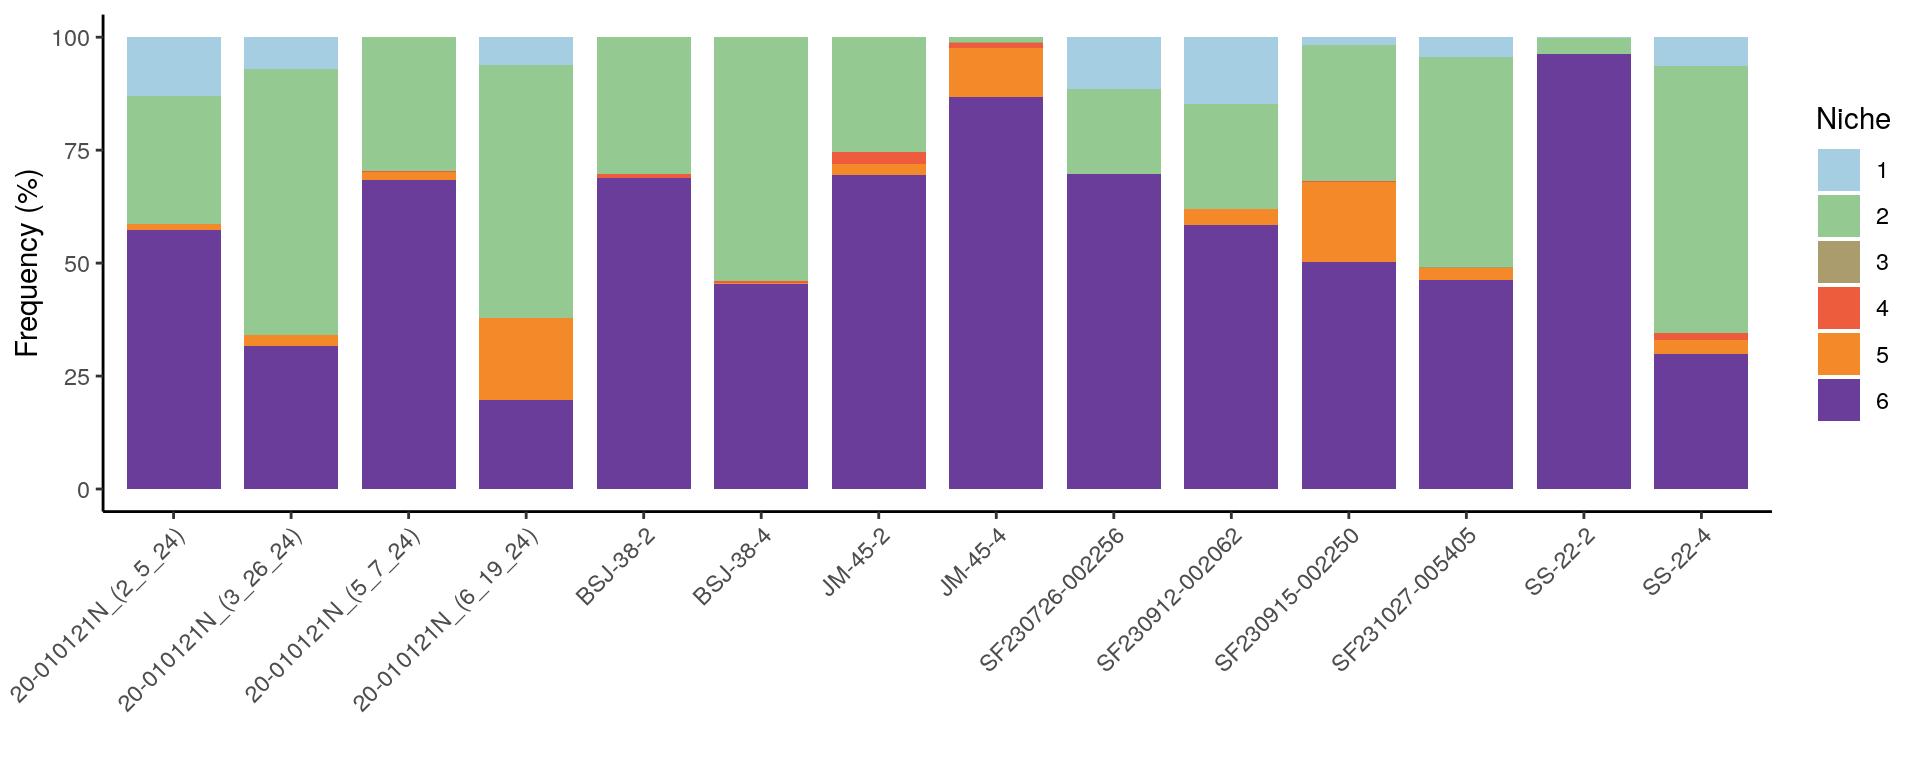 Frequency (%)
100
75
50
25
0
20-010121N_(2_5_24)
20-010121N_(3_26_24)
20-010121N_(5_7_24)
20-010121N_(6_19_24)
BSJ-38-2
BSJ-38-4
JM-45-2
JM-45-4
SF230726-002256
SF230912-002062
SF230915-002250
SF231027-005405
SS-22-2
SS-22-4
Niche
1
2
3
4
5
6